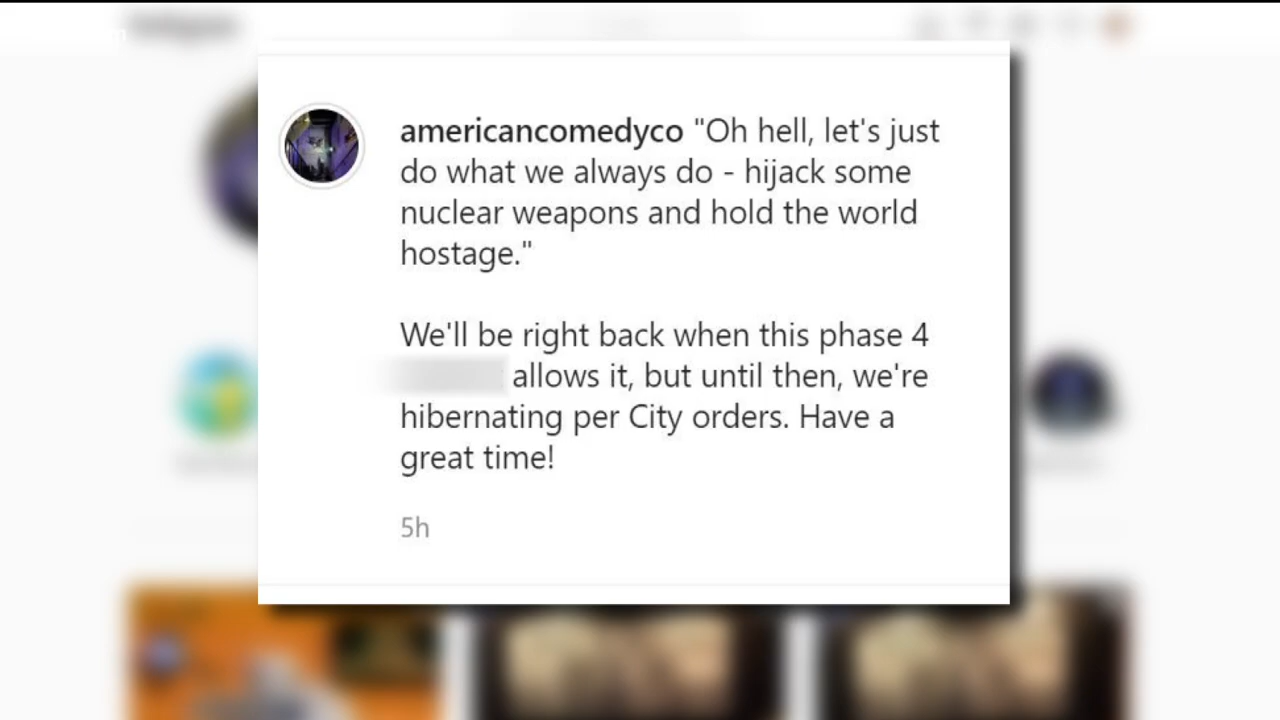 americancomedyco "Oh hell, let's just
do what we always do - hijack some
nuclear weapons and hold the world
hostage."
We'll be right back when this phase 4
allows it, but until then, we're
hibernating per City orders. Have a
great time!
5h